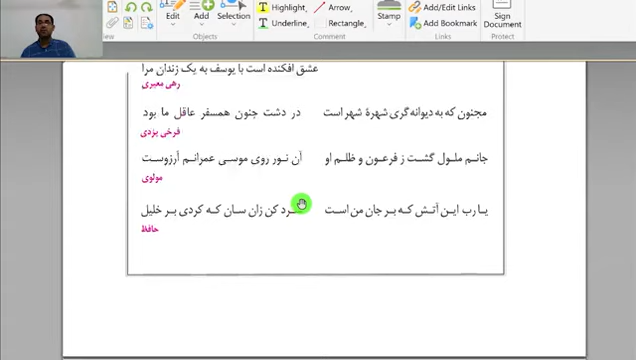 Edit
Add
Selection
Highlight,
Arrow,
Underline,
Rectangle,
Stamp
Add/Edit Links
Add Bookmark
Sign Document
Objects
Comments
Links
Protect
عشق افکنده است با یوسف به یک زندان مرا
رهی معیری
مجنون که به دیوانه‌گری شهرهٔ شهر است در دشت جنون همسفر عاقل ما بود
فرخی یزدی
جانم ملول گشت ز فرعون و ظلم او آن نور روی موسی عمرانم آرزوست
مولوی
یا رب این آتش که بر جان من است کن زان سان که کردی بر خلیل
حافظ